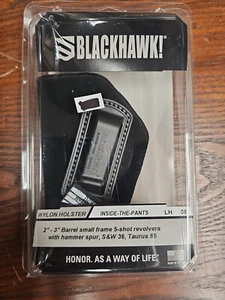 BLACKHAWK!
NYLON HOLSTER
INSIDE-THE-PANTS
LH
2" - 3" Barrel small frame 5-shot revolvers
with hammer spur, S&W 36, Taurus 85
HONOR. AS A WAY OF LIFE.